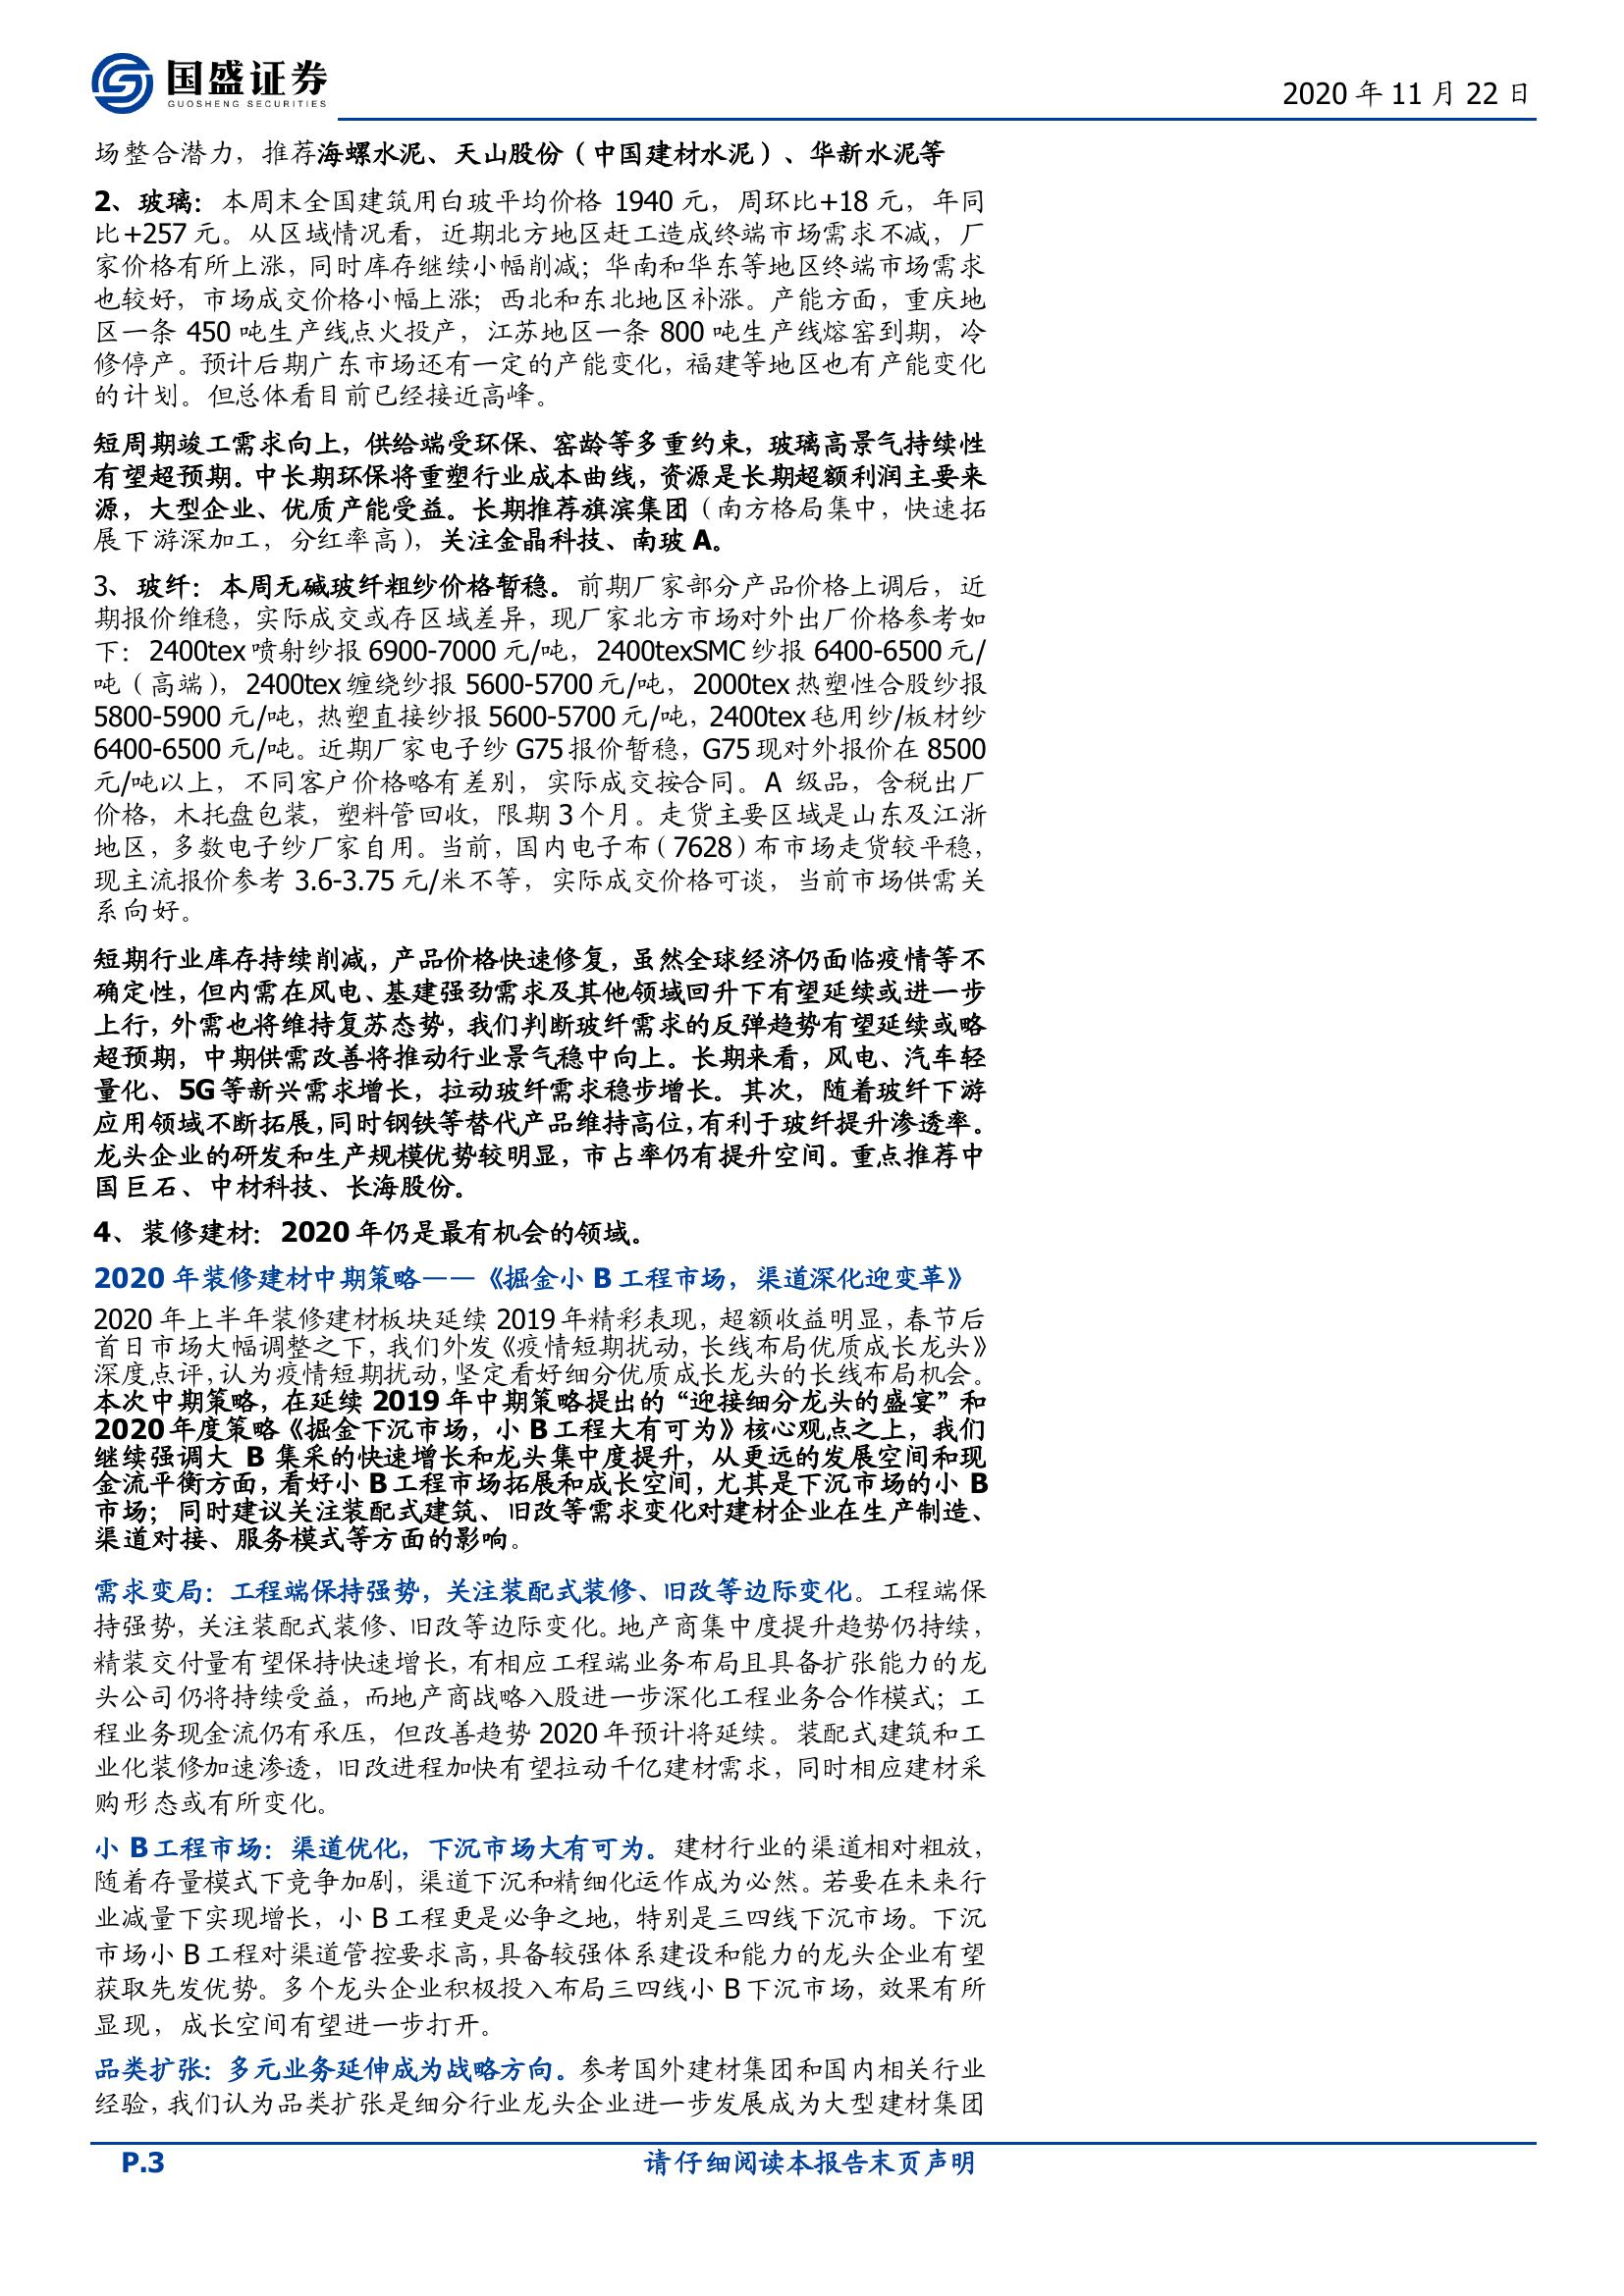 国盛证券
GUOSHENG SECURITIES
2020 年 11 月 22 日
场整合潜力，推荐海螺水泥、天山股份（中国建材水泥）、华新水泥等
2、玻璃：本周末全国建筑用白玻平均价格 1940 元，周环比+18 元，年同
比+257 元。从区域情况看，近期北方地区赶工造成终端市场需求不减，厂
家价格有所上涨，同时库存继续小幅削减；华南和华东等地区终端市场需求
也较好，市场成交价格小幅上涨；西北和东北地区补涨。产能方面，重庆地
区一条 450 吨生产线点火投产，江苏地区一条 800 吨生产线熔窑到期，冷
修停产。预计后期广东市场还有一定的产能变化，福建等地区也有产能变化
的计划。但总体看目前已经接近高峰。
短周期竣工需求向上，供给端受环保、窑龄等多重约束，玻璃高景气持续性
有望超预期。中长期环保将重塑行业成本曲线，资源是长期超额利润主要来
源，大型企业、优质产能受益。长期推荐旗滨集团（南方格局集中，快速拓
展下游深加工，分红率高），关注金晶科技、南玻 A。
3、玻纤：本周无碱玻纤粗纱价格暂稳。前期厂家部分产品价格上调后，近
期报价维稳，实际成交或存区域差异，现厂家北方市场对外出厂价格参考如
下：2400tex 喷射纱报 6900-7000 元/吨，2400texSMC 纱报 6400-6500 元/
吨（高端），2400tex 缠绕纱报 5600-5700 元/吨，2000tex 热塑性合股纱报
5800-5900 元/吨，热塑直接纱报 5600-5700 元/吨，2400tex 毡用纱/板材纱
6400-6500 元/吨。近期厂家电子纱 G75 报价暂稳，G75 现对外报价在 8500
元/吨以上，不同客户价格略有差别，实际成交按合同。A 级品，含税出厂
价格，木托盘包装，塑料管回收，限期 3 个月。走货主要区域是山东及江浙
地区，多数电子纱厂家自用。当前，国内电子布（7628）布市场走货较平稳，
现主流报价参考 3.6-3.75 元/米不等，实际成交价格可谈，当前市场供需关
系向好。
短期行业库存持续削减，产品价格快速修复，虽然全球经济仍面临疫情等不
确定性，但内需在风电、基建强劲需求及其他领域回升下有望延续或进一步
上行，外需也将维持复苏态势，我们判断玻纤需求的反弹趋势有望延续或略
超预期，中期供需改善将推动行业景气稳中向上。长期来看，风电、汽车轻
量化、5G 等新兴需求增长，拉动玻纤需求稳步增长。其次，随着玻纤下游
应用领域不断拓展，同时钢铁等替代产品维持高位，有利于玻纤提升渗透率。
龙头企业的研发和生产规模优势较明显，市占率仍有提升空间。重点推荐中
国巨石、中材科技、长海股份。
4、装修建材：2020 年仍是最有机会的领域。
2020 年装修建材中期策略——《掘金小 B 工程市场，渠道深化迎变革》
2020 年上半年装修建材板块延续 2019 年精彩表现，超额收益明显，春节后
首日市场大幅调整之下，我们外发《疫情短期扰动，长线布局优质成长龙头》
深度点评，认为疫情短期扰动，坚定看好细分优质成长龙头的长线布局机会。
本次中期策略，在延续 2019 年中期策略提出的“迎接细分龙头的盛宴”和
2020 年度策略《掘金下沉市场，小 B 工程大有可为》核心观点之上，我们
继续强调大 B 集采的快速增长和龙头集中度提升，从更远的发展空间和现
金流平衡方面，看好小 B 工程市场拓展和成长空间，尤其是下沉市场的小 B
市场；同时建议关注装配式建筑、旧改等需求变化对建材企业在生产制造、
渠道对接、服务模式等方面的影响。
需求变局：工程端保持强势，关注装配式装修、旧改等边际变化。工程端保
持强势，关注装配式装修、旧改等边际变化。地产商集中度提升趋势仍持续，
精装交付量有望保持快速增长，有相应工程端业务布局且具备扩张能力的龙
头公司仍将持续受益，而地产商战略入股进一步深化工程业务合作模式；工
程业务现金流仍有承压，但改善趋势 2020 年预计将延续。装配式建筑和工
业化装修加速渗透，旧改进程加快有望拉动千亿建材需求，同时相应建材采
购形态或有所变化。
小 B 工程市场：渠道优化，下沉市场大有可为。建材行业的渠道相对粗放，
随着存量模式下竞争加剧，渠道下沉和精细化运作成为必然。若要在未来行
业减量下实现增长，小 B 工程更是必争之地，特别是三四线下沉市场。下沉
市场小 B 工程对渠道管控要求高，具备较强体系建设和能力的龙头企业有望
获取先发优势。多个龙头企业积极投入布局三四线小 B 下沉市场，效果有所
显现，成长空间有望进一步打开。
品类扩张：多元业务延伸成为战略方向。参考国外建材集团和国内相关行业
经验，我们认为品类扩张是细分行业龙头企业进一步发展成为大型建材集团
P.3
请仔细阅读本报告末页声明